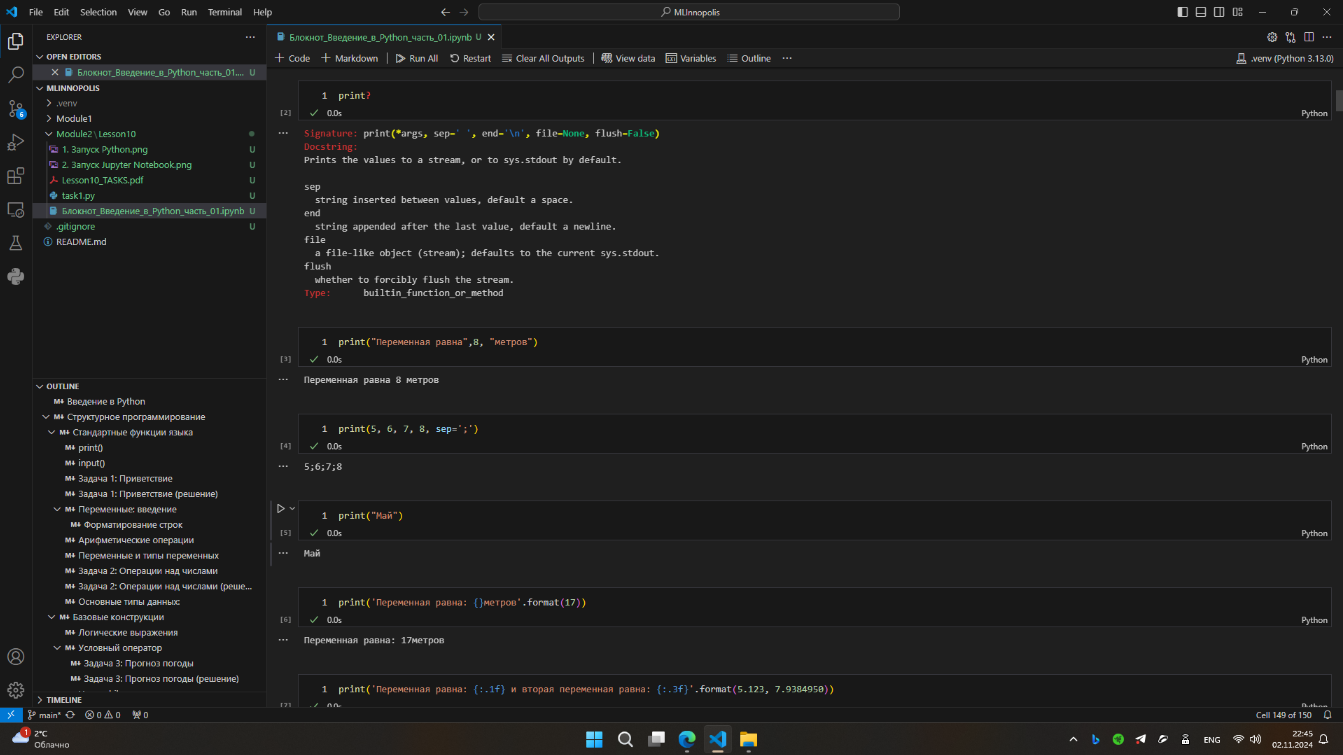 File Edit Selection View Go Run Terminal Help
MLInnopolis
EXPLORER
OPEN EDITORS
Блокнот_Введение_в_Python_часть_01.... U
MLINNOPOLIS
.venv
Module1
Module2\Lesson10
1. Запуск Python.png U
2. Запуск Jupyter Notebook.png U
Lesson10_TASKS.pdf U
task1.py U
Блокнот_Введение_в_Python_часть_01.ipynb U
.gitignore U
README.md
OUTLINE
M↓ Введение в Python
M↓ Структурное программирование
M↓ Стандартные функции языка
M↓ print()
M↓ input()
M↓ Задача 1: Приветствие
M↓ Задача 1: Приветствие (решение)
M↓ Переменные: введение
M↓ Форматирование строк
M↓ Арифметические операции
M↓ Переменные и типы переменных
M↓ Задача 2: Операции над числами
M↓ Задача 2: Операции над числами (реше...
M↓ Основные типы данных:
M↓ Базовые конструкции
M↓ Логические выражения
M↓ Условный оператор
M↓ Задача 3: Прогноз погоды
M↓ Задача 3: Прогноз погоды (решение)
TIMELINE
Блокнот_Введение_в_Python_часть_01.ipynb U
Code Markdown Run All Restart Clear All Outputs View data Variables Outline ...
.venv (Python 3.13.0)
1 print?
[2] 0.0s Python
Signature: print(*args, sep=' ', end='\n', file=None, flush=False)
Docstring:
Prints the values to a stream, or to sys.stdout by default.
sep
string inserted between values, default a space.
end
string appended after the last value, default a newline.
file
a file-like object (stream); defaults to the current sys.stdout.
flush
whether to forcibly flush the stream.
Type: builtin_function_or_method
1 print("Переменная равна",8, "метров")
[3] 0.0s Python
Переменная равна 8 метров
1 print(5, 6, 7, 8, sep=';')
[4] 0.0s Python
5;6;7;8
1 print("Май")
[5] 0.0s Python
Май
1 print('Переменная равна: {}метров'.format(17))
[6] 0.0s Python
Переменная равна: 17метров
1 print('Переменная равна: {:.1f} и вторая переменная равна: {:.3f}'.format(5.123, 7.9384950))
[7] 0.0s Python
main* 0 0 0
Cell 149 of 150
6
1
2°C
Облачно
ENG
22:45
02.11.2024